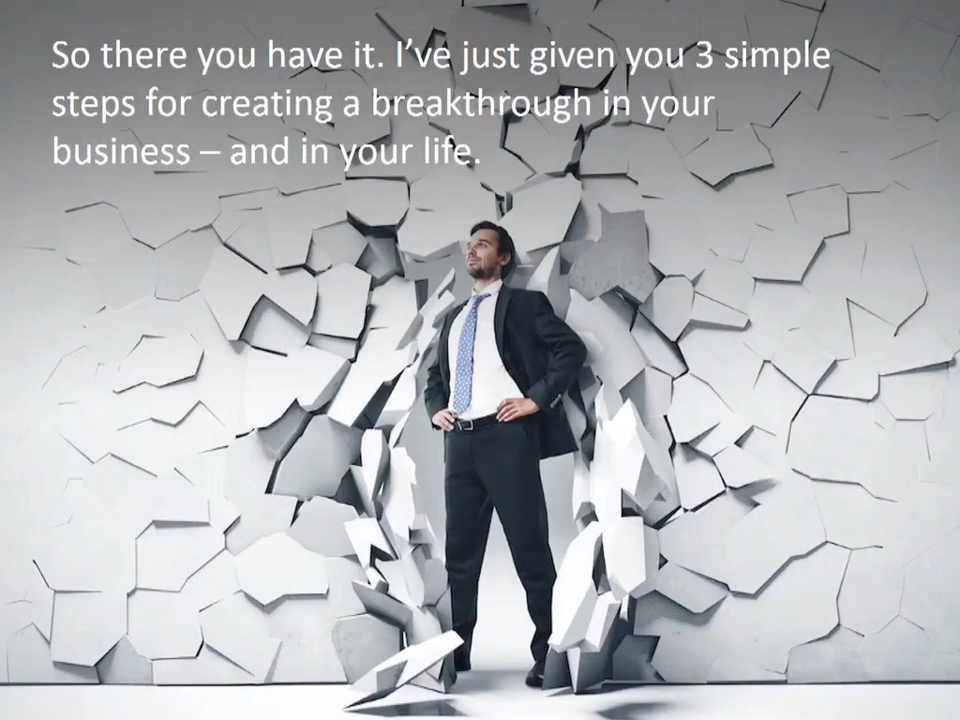 So there you have it. I’ve just given you 3 simple
steps for creating a breakthrough in your
business – and in your life.